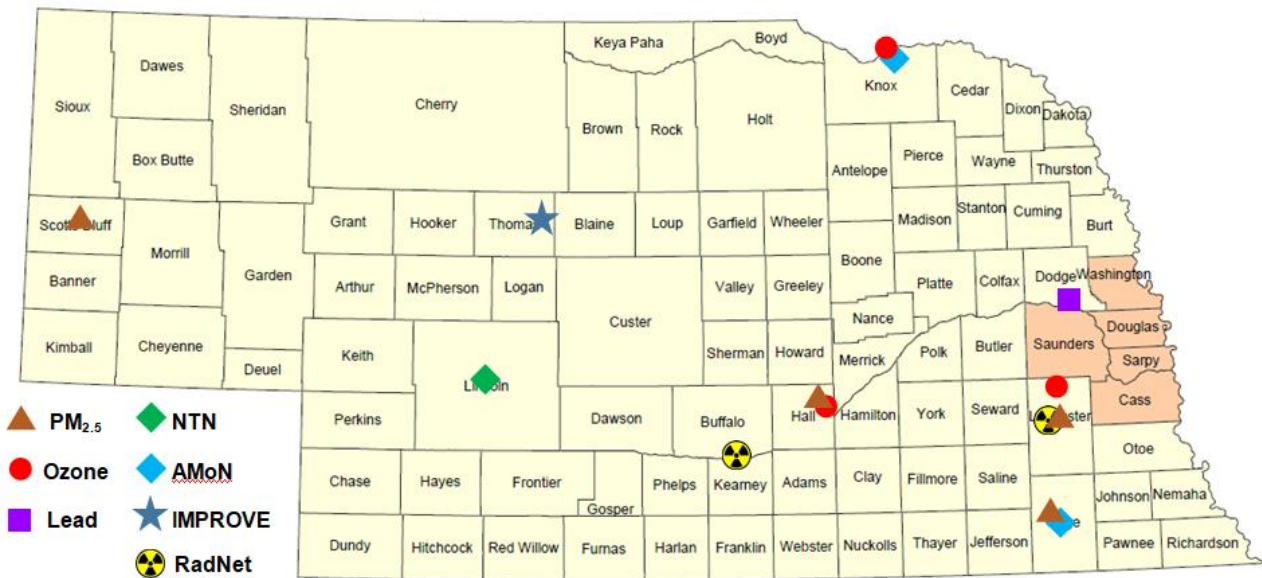 Keya Paha
Boyd
Dawes
Sioux
Sheridan
Cherry
Knox
Cedar
Dixon
Dakota
Brown
Rock
Holt
Box Butte
Antelope
Pierce
Wayne
Thurston
Scotts Bluff
Grant
Hooker
Thomas
Blaine
Loup
Garfield
Wheeler
Madison
Stanton
Cuming
Burt
Morrill
Banner
Garden
Arthur
McPherson
Logan
Valley
Greeley
Boone
Platte
Colfax
Dodge
Washington
Custer
Nance
Kimball
Cheyenne
Deuel
Keith
Lincoln
Sherman
Howard
Merrick
Polk
Butler
Saunders
Douglas
Sarpy
Perkins
Dawson
Buffalo
Hall
Hamilton
York
Seward
Cass
Otoe
Chase
Hayes
Frontier
Gosper
Phelps
Kearney
Adams
Clay
Fillmore
Saline
Johnson
Nemaha
Dundy
Hitchcock
Red Willow
Furnas
Harlan
Franklin
Webster
Nuckolls
Thayer
Jefferson
Pawnee
Richardson
PM2.5
NTN
Ozone
AMoN
Lead
IMPROVE
RadNet